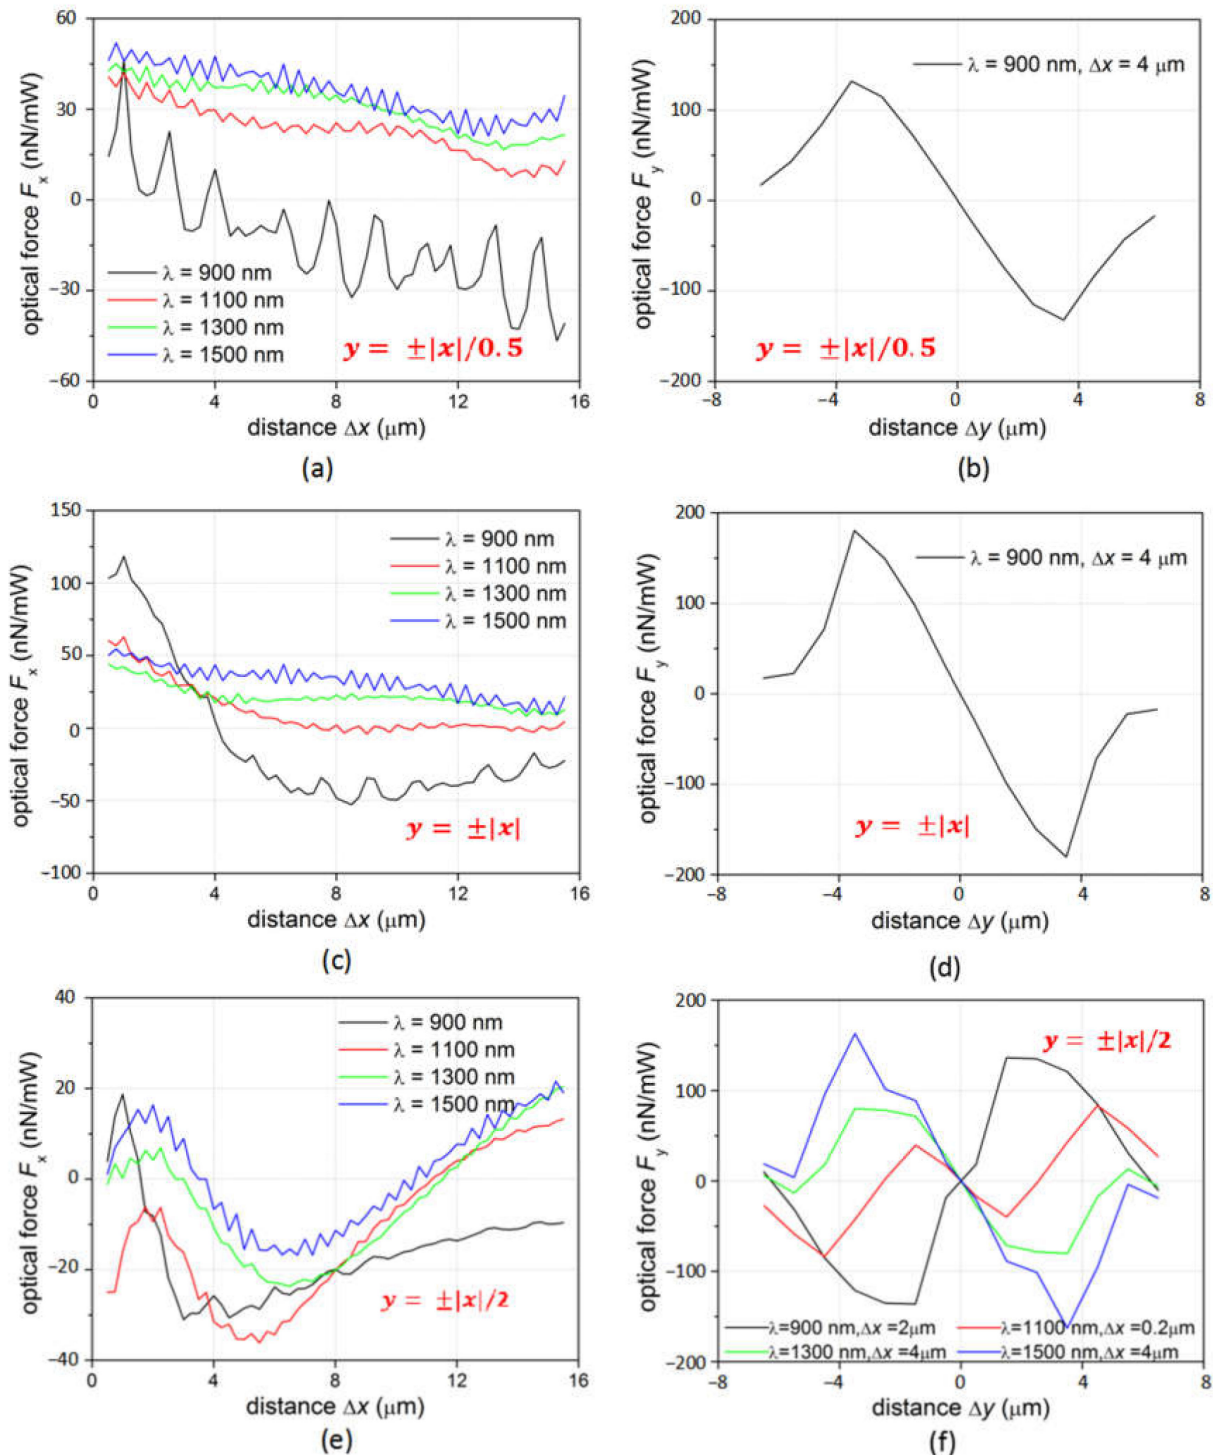 60
30
0
−30
−60
optical force Fx (nN/mW)
λ = 900 nm
λ = 1100 nm
λ = 1300 nm
λ = 1500 nm
y = ±|x|/0.5
0 4 8 12 16
distance Δx (μm)
(a)
200
100
0
−100
−200
optical force Fy (nN/mW)
λ = 900 nm, Δx = 4 μm
y = ±|x|/0.5
−8 −4 0 4 8
distance Δy (μm)
(b)
150
100
50
0
−50
−100
optical force Fx (nN/mW)
λ = 900 nm
λ = 1100 nm
λ = 1300 nm
λ = 1500 nm
y = ±|x|
0 4 8 12 16
distance Δx (μm)
(c)
200
100
0
−100
−200
optical force Fy (nN/mW)
λ = 900 nm, Δx = 4 μm
y = ±|x|
−8 −4 0 4 8
distance Δy (μm)
(d)
40
20
0
−20
−40
optical force Fx (nN/mW)
λ = 900 nm
λ = 1100 nm
λ = 1300 nm
λ = 1500 nm
y = ±|x|/2
0 4 8 12 16
distance Δx (μm)
(e)
200
100
0
−100
−200
optical force Fy (nN/mW)
y = ±|x|/2
λ=900 nm,Δx =2μm λ=1100 nm,Δx =0.2μm
λ=1300 nm,Δx =4μm λ=1500 nm,Δx =4μm
−8 −4 0 4 8
distance Δy (μm)
(f)